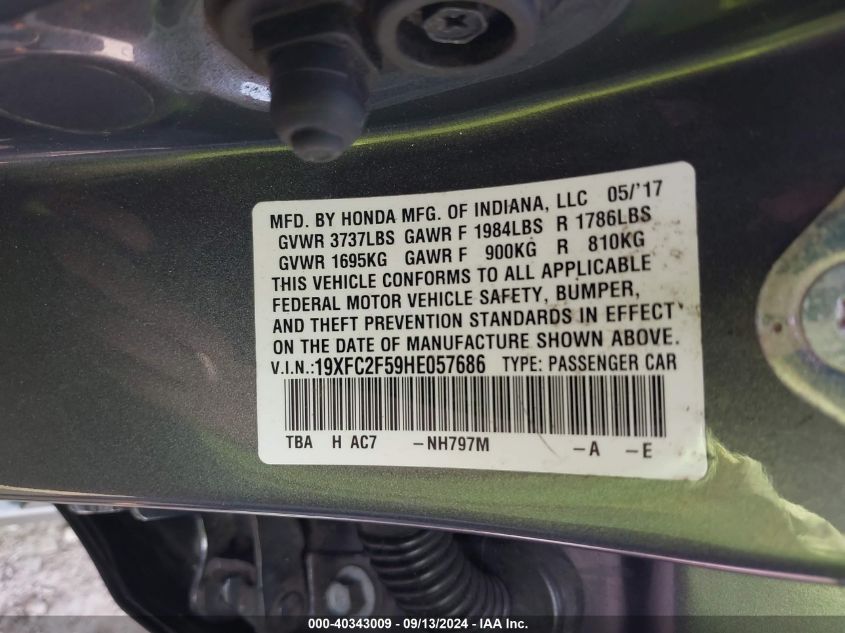 MFD. BY HONDA MFG. OF INDIANA, LLC 05/'17
GVWR 3737LBS GAWR F 1984LBS R 1786LBS
GVWR 1695KG GAWR F 900KG R 810KG
THIS VEHICLE CONFORMS TO ALL APPLICABLE
FEDERAL MOTOR VEHICLE SAFETY, BUMPER,
AND THEFT PREVENTION STANDARDS IN EFFECT
ON THE DATE OF MANUFACTURE SHOWN ABOVE.
V.I.N.:19XFC2F59HE057686 TYPE: PASSENGER CAR
TBA H AC7 -NH797M -A -E
000-40343009 - 09/13/2024 - IAA Inc.